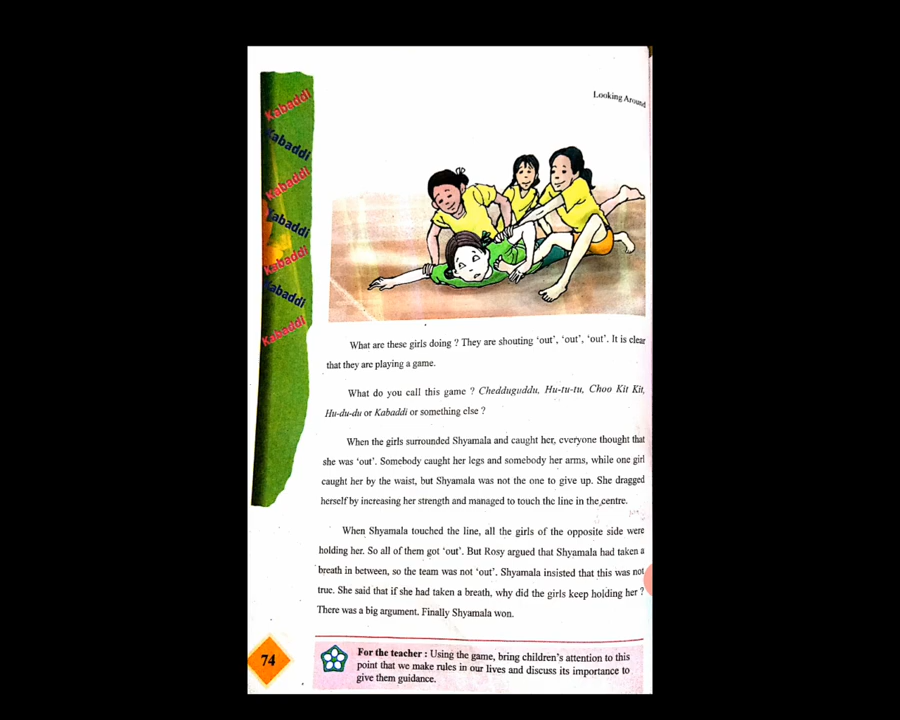 Looking Around
Kabaddi
Kabaddi
Kabaddi
Kabaddi
Kabaddi
Kabaddi
Kabaddi
What are these girls doing ? They are shouting ‘out’, ‘out’, ‘out’. It is clear
that they are playing a game.
What do you call this game ? Chedduguddu, Hu-tu-tu, Choo Kit Kit,
Hu-du-du or Kabaddi or something else ?
When the girls surrounded Shyamala and caught her, everyone thought that
she was ‘out’. Somebody caught her legs and somebody her arms, while one girl
caught her by the waist, but Shyamala was not the one to give up. She dragged
herself by increasing her strength and managed to touch the line in the centre.
When Shyamala touched the line, all the girls of the opposite side were
holding her. So all of them got ‘out’. But Rosy argued that Shyamala had taken a
breath in between, so the team was not ‘out’. Shyamala insisted that this was not
true. She said that if she had taken a breath, why did the girls keep holding her ?
There was a big argument. Finally Shyamala won.
74
For the teacher : Using the game, bring children’s attention to this
point that we make rules in our lives and discuss its importance to
give them guidance.